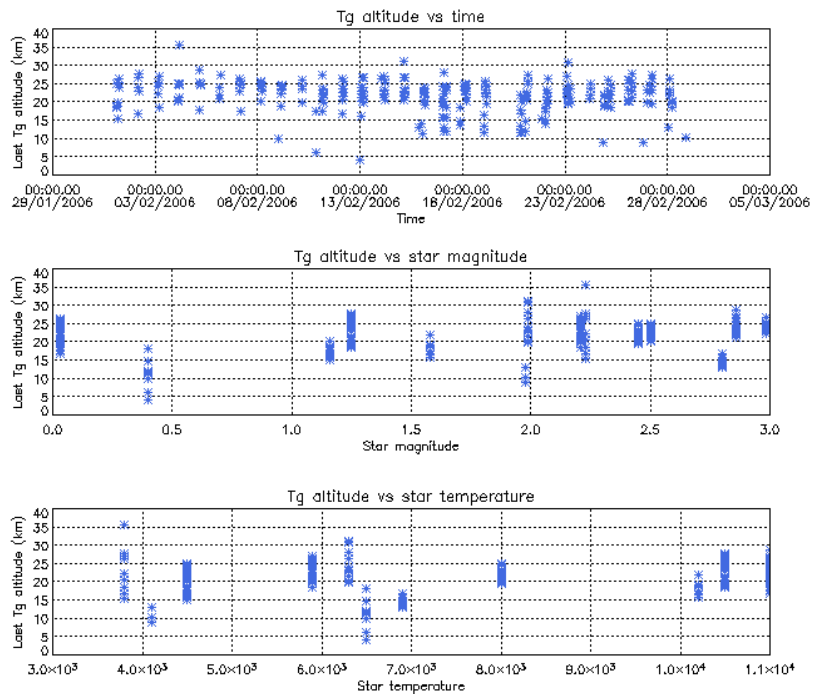 Tg altitude vs time
Last Tg altitude (km)
40
35
30
25
20
15
10
5
0
00:00.00 00:00.00 00:00.00 00:00.00 00:00.00 00:00.00 00:00.00 00:00.00
29/01/2006 03/02/2006 08/02/2006 13/02/2006 18/02/2006 23/02/2006 28/02/2006 05/03/2006
Time
Tg altitude vs star magnitude
Last Tg altitude (km)
40
35
30
25
20
15
10
5
0
0.0 0.5 1.0 1.5 2.0 2.5 3.0
Star magnitude
Tg altitude vs star temperature
Last Tg altitude (km)
40
35
30
25
20
15
10
5
0
3.0×10³ 4.0×10³ 5.0×10³ 6.0×10³ 7.0×10³ 8.0×10³ 9.0×10³ 1.0×10⁴ 1.1×10⁴
Star temperature